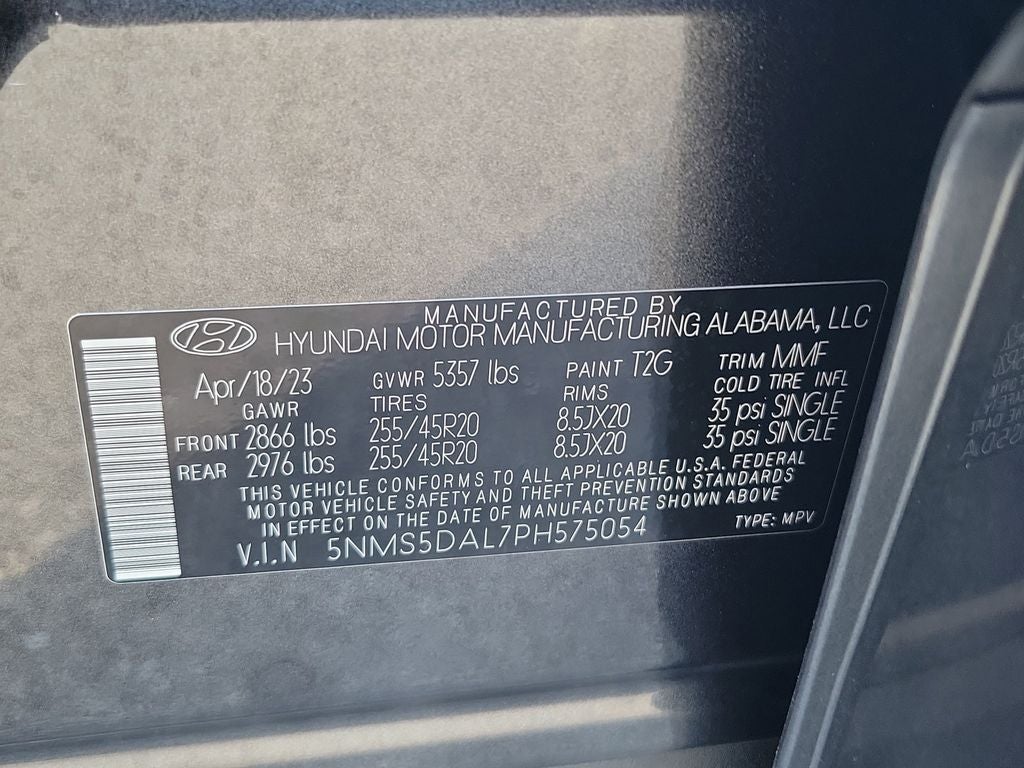 MANUFACTURED BY
HYUNDAI MOTOR MANUFACTURING ALABAMA, LLC
Apr/18/23 GVWR 5357 lbs PAINT T2G TRIM MMF
GAWR TIRES RIMS COLD TIRE INFL
FRONT 2866 lbs 255/45R20 8.5JX20 35 psi SINGLE
REAR 2976 lbs 255/45R20 8.5JX20 35 psi SINGLE
THIS VEHICLE CONFORMS TO ALL APPLICABLE U.S.A. FEDERAL
MOTOR VEHICLE SAFETY AND THEFT PREVENTION STANDARDS
IN EFFECT ON THE DATE OF MANUFACTURE SHOWN ABOVE
V.I.N 5NMS5DAL7PH575054 TYPE: MPV